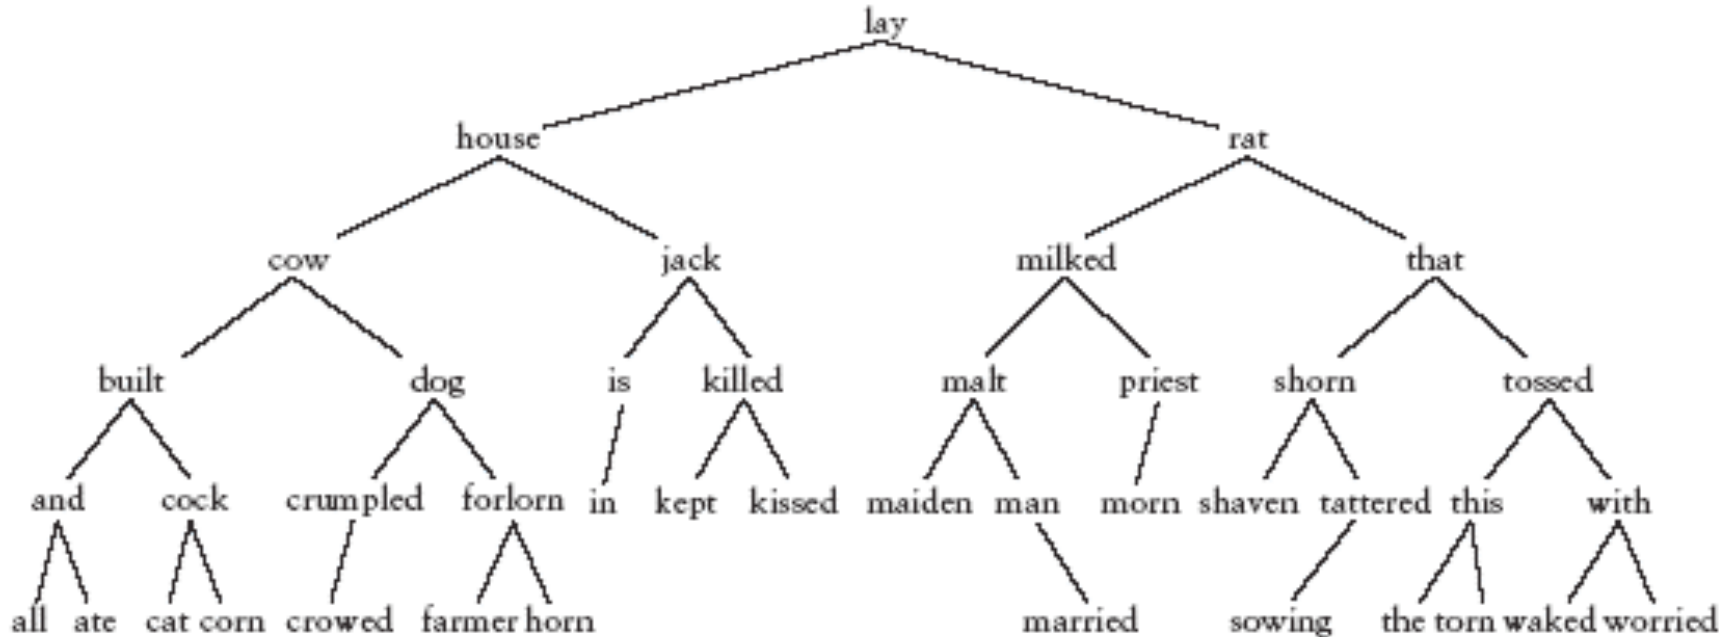 lay
house rat
cow jack milked that
built dog is killed malt priest shorn tossed
and cock crumpled forlorn in kept kissed maiden man morn shaven tattered this with
all ate cat corn crowed farmer horn married sowing the torn waked worried